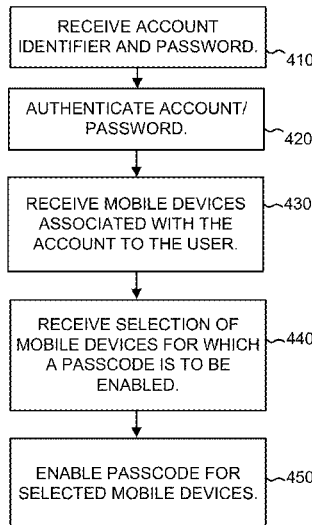 RECEIVE ACCOUNT
IDENTIFIER AND PASSWORD.
410
AUTHENTICATE ACCOUNT/
PASSWORD.
420
RECEIVE MOBILE DEVICES
ASSOCIATED WITH THE
ACCOUNT TO THE USER.
430
RECEIVE SELECTION OF
MOBILE DEVICES FOR WHICH
A PASSCODE IS TO BE
ENABLED.
440
ENABLE PASSCODE FOR
SELECTED MOBILE DEVICES.
450